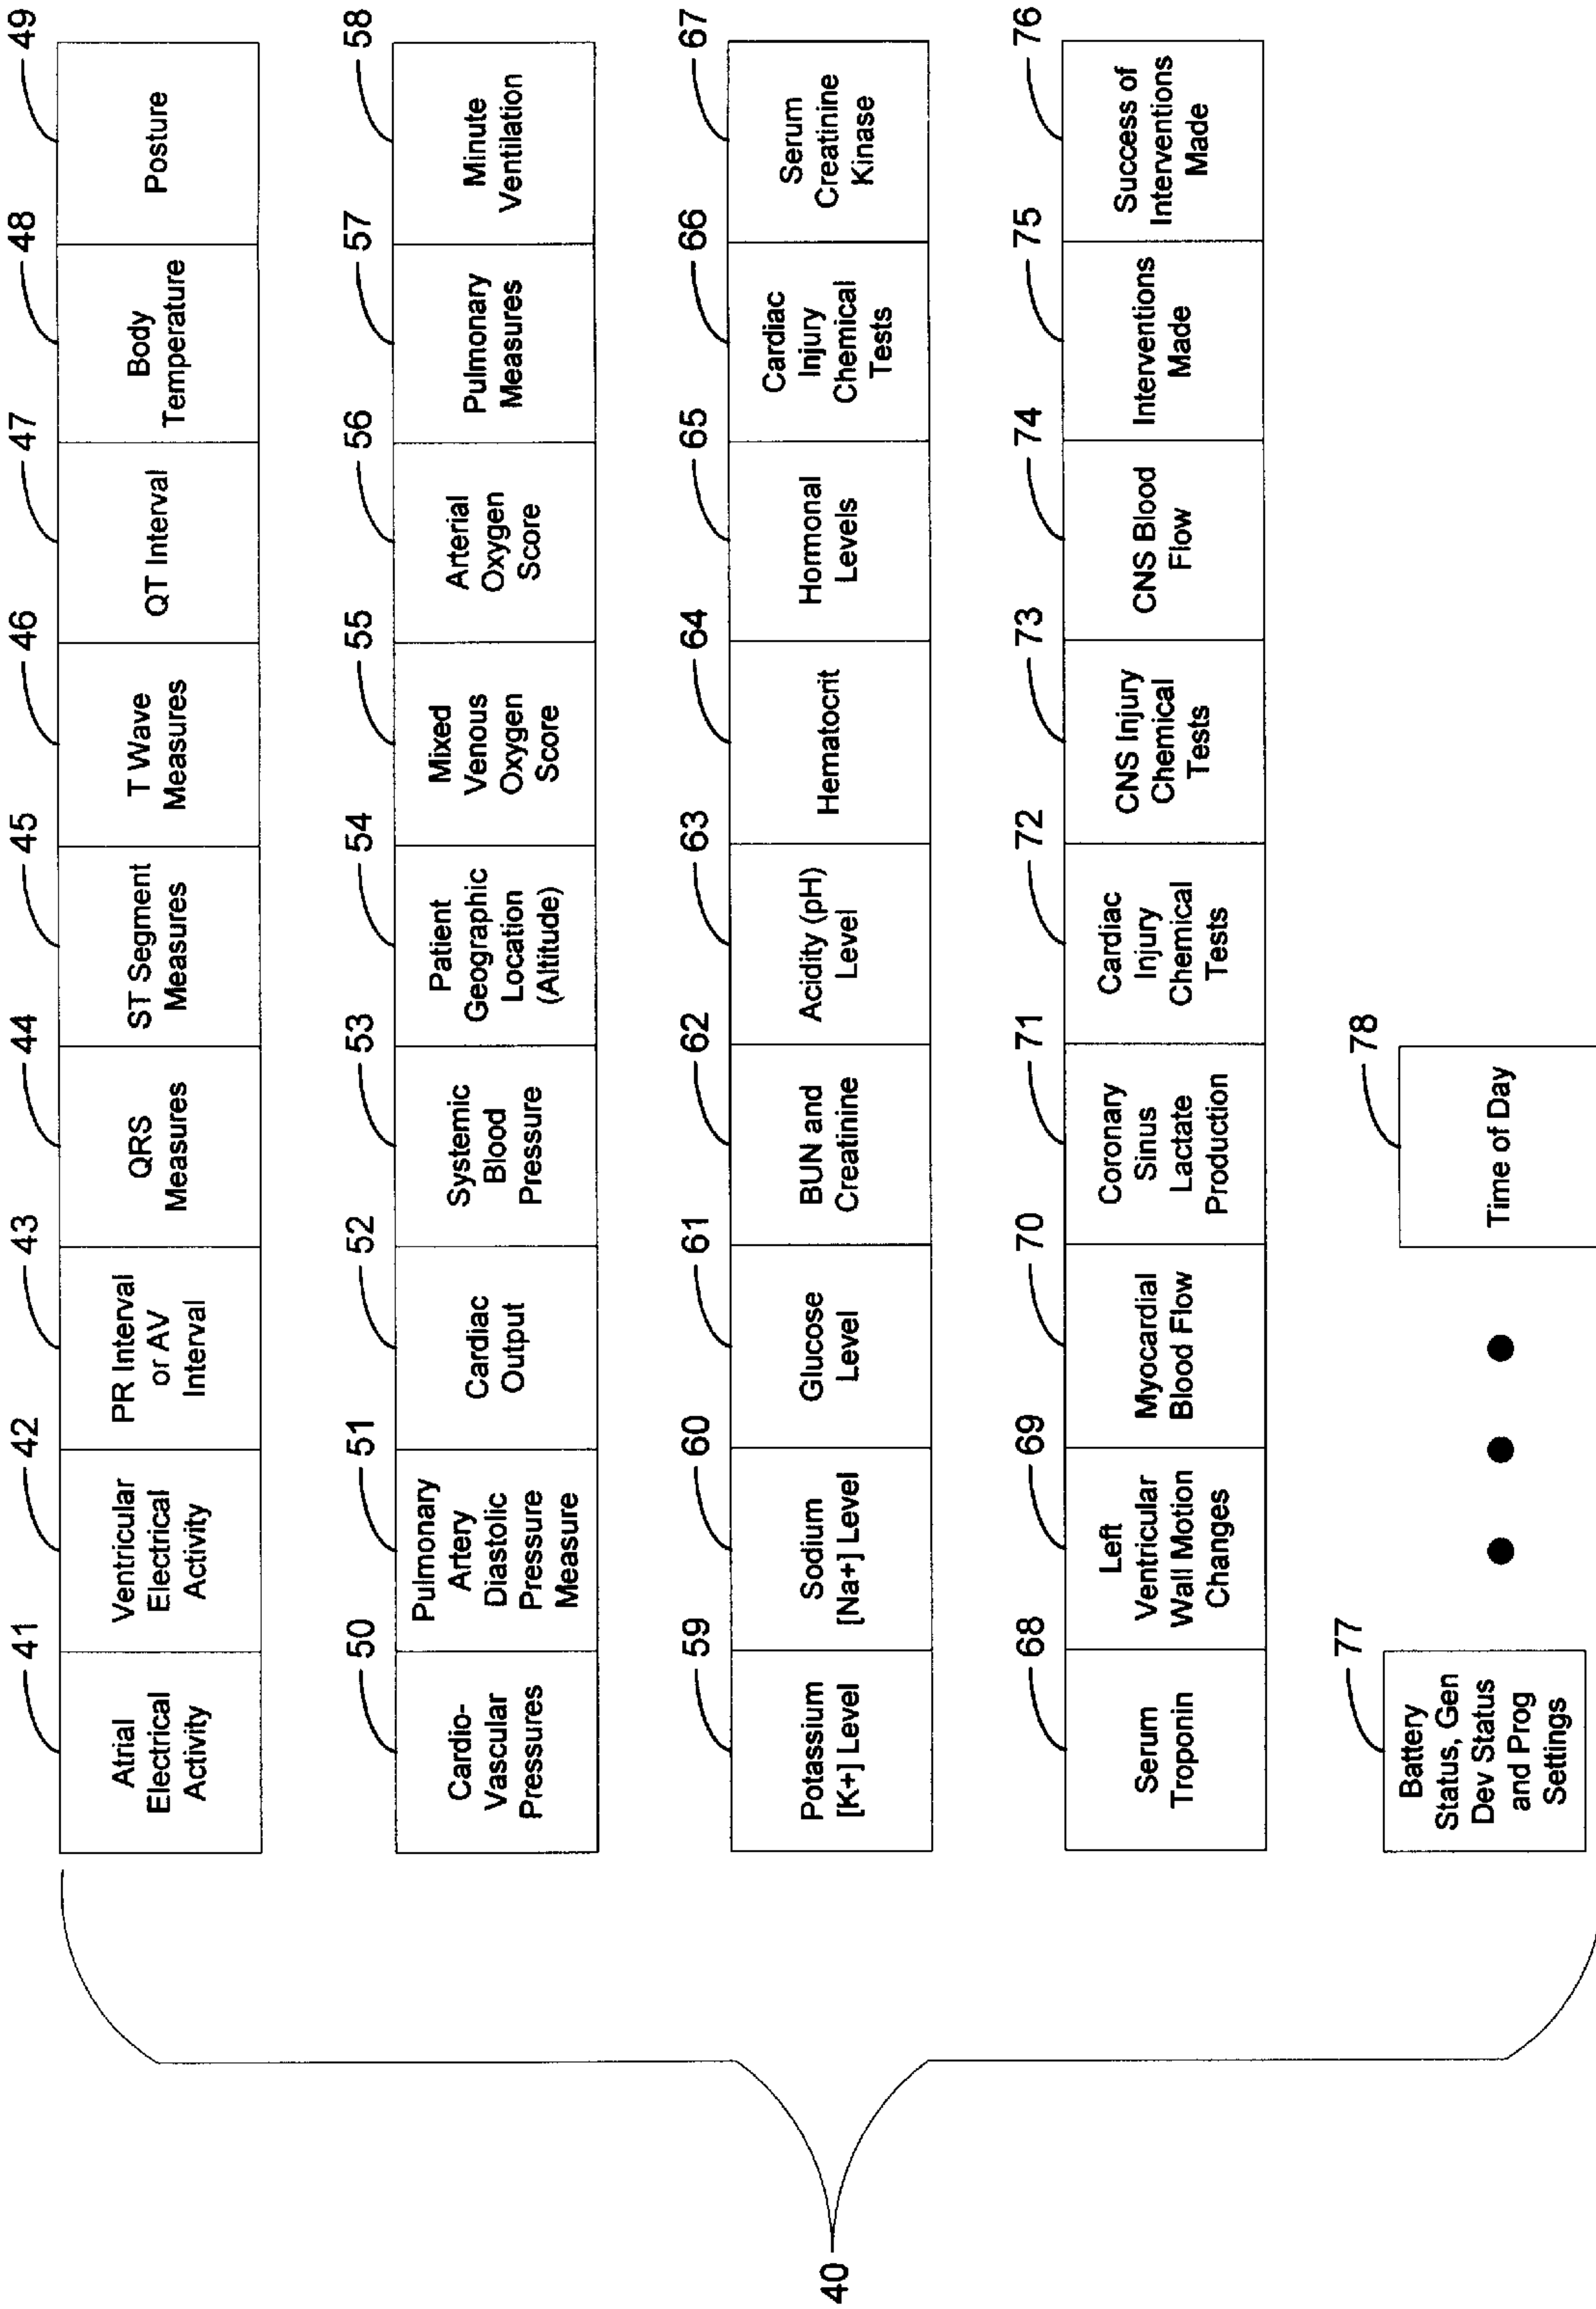 40
41
Atrial
Electrical
Activity
42
Ventricular
Electrical
Activity
43
PR Interval
or AV
Interval
44
QRS
Measures
45
ST Segment
Measures
46
T Wave
Measures
47
QT Interval
48
Body
Temperature
49
Posture
50
Cardio-
Vascular
Pressures
51
Pulmonary
Artery
Diastolic
Pressure
Measure
52
Cardiac
Output
53
Systemic
Blood
Pressure
54
Patient
Geographic
Location
(Altitude)
55
Mixed
Venous
Oxygen
Score
56
Arterial
Oxygen
Score
57
Pulmonary
Measures
58
Minute
Ventilation
59
Potassium
[K+] Level
60
Sodium
[Na+] Level
61
Glucose
Level
62
BUN and
Creatinine
63
Acidity (pH)
Level
64
Hematocrit
65
Hormonal
Levels
66
Cardiac
Injury
Chemical
Tests
67
Serum
Creatinine
Kinase
68
Serum
Troponin
69
Left
Ventricular
Wall Motion
Changes
70
Myocardial
Blood Flow
71
Coronary
Sinus
Lactate
Production
72
Cardiac
Injury
Chemical
Tests
73
CNS Injury
Chemical
Tests
74
CNS Blood
Flow
75
Interventions
Made
76
Success of
Interventions
Made
77
Battery
Status, Gen
Dev Status
and Prog
Settings
78
Time of Day